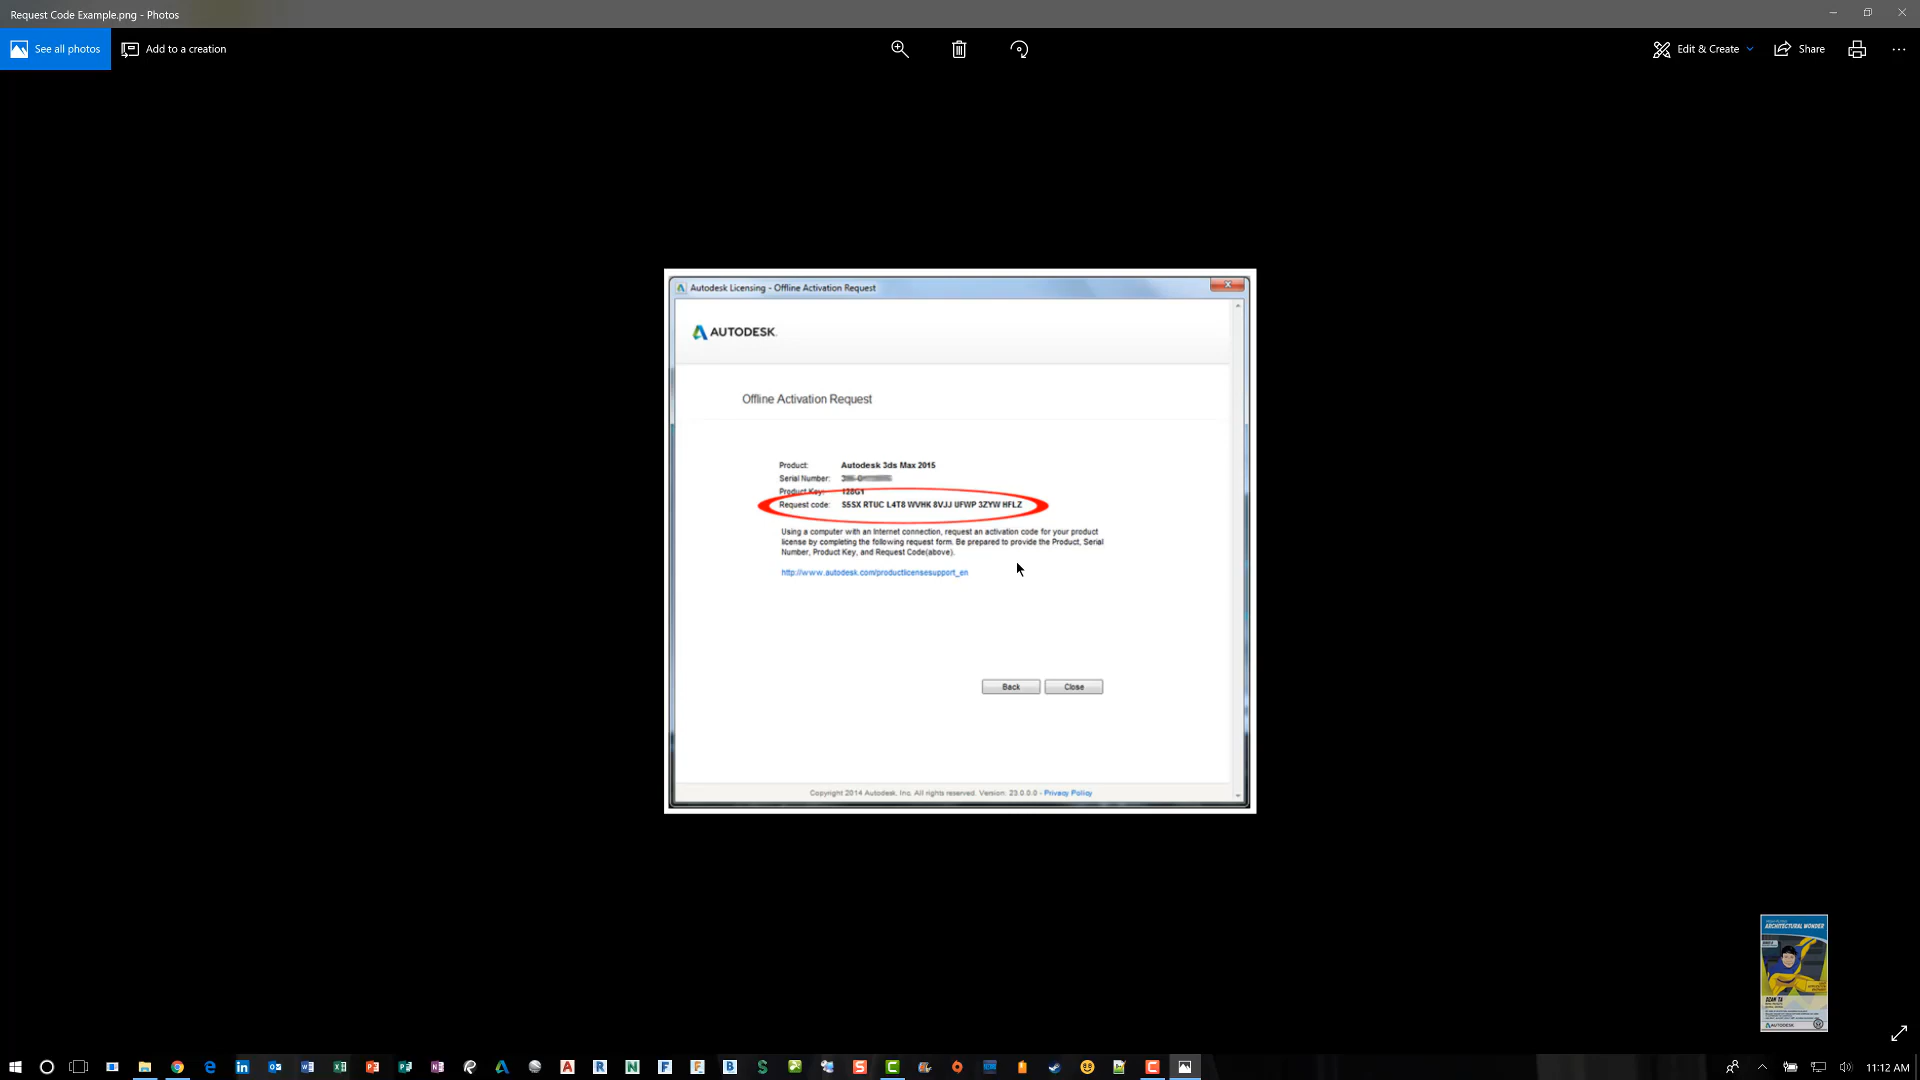 Request Code Example.png - Photos
See all photos
Add to a creation
Edit & Create
Share
Autodesk Licensing - Offline Activation Request
AUTODESK
Offline Activation Request
Product: Autodesk 3ds Max 2015
Serial Number:
Product Key: 128G1
Request code: S5SX RTUC L4T8 WVHK 8VJJ UFWP 3ZYW HFLZ
Using a computer with an Internet connection, request an activation code for your product
license by completing the following request form. Be prepared to provide the Product, Serial
Number, Product Key, and Request Code(above).
http://www.autodesk.com/productlicensesupport_en
Back Close
Copyright 2014 Autodesk, Inc. All rights reserved. Version: 23.0.0.0 - Privacy Policy
ARCHITECTURAL WONDER
AUTODESK
11:12 AM